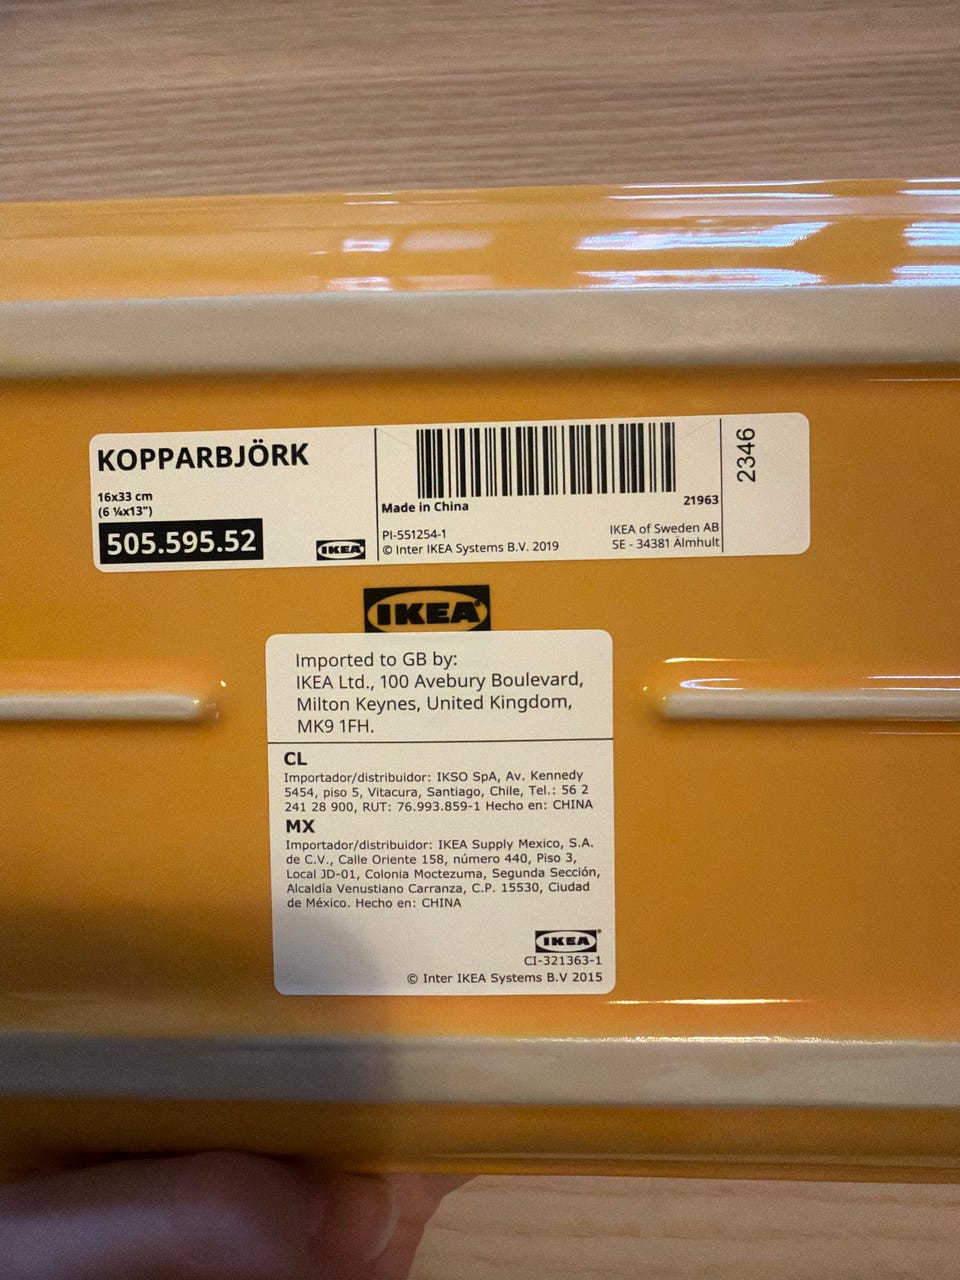 KOPPARBJÖRK
16x33 cm
(6 ¼x13")
505.595.52
IKEA
Made in China
21963
PI-551254-1
© Inter IKEA Systems B.V. 2019
IKEA of Sweden AB
SE - 34381 Älmhult
2346
IKEA®
Imported to GB by:
IKEA Ltd., 100 Avebury Boulevard,
Milton Keynes, United Kingdom,
MK9 1FH.
CL
Importador/distribuidor: IKSO SpA, Av. Kennedy
5454, piso 5, Vitacura, Santiago, Chile, Tel.: 56 2
241 28 900, RUT: 76.993.859-1 Hecho en: CHINA
MX
Importador/distribuidor: IKEA Supply Mexico, S.A.
de C.V., Calle Oriente 158, número 440, Piso 3,
Local JD-01, Colonia Moctezuma, Segunda Sección,
Alcaldía Venustiano Carranza, C.P. 15530, Ciudad
de México. Hecho en: CHINA
IKEA®
CI-321363-1
© Inter IKEA Systems B.V 2015